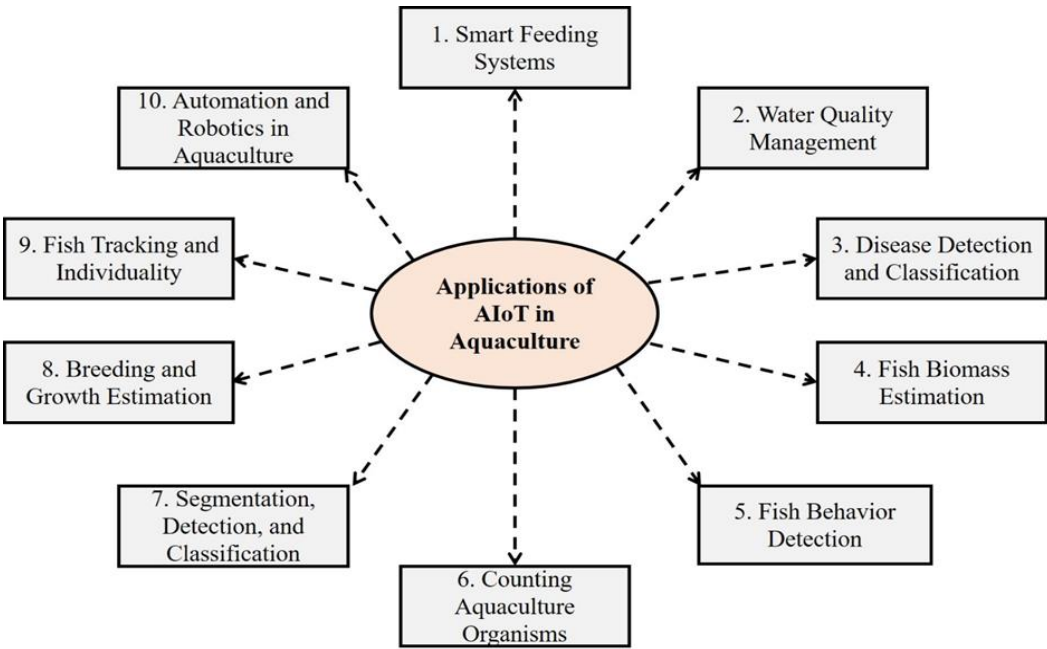 1. Smart Feeding
Systems
2. Water Quality
Management
3. Disease Detection
and Classification
4. Fish Biomass
Estimation
5. Fish Behavior
Detection
6. Counting
Aquaculture
Organisms
7. Segmentation,
Detection, and
Classification
8. Breeding and
Growth Estimation
9. Fish Tracking and
Individuality
10. Automation and
Robotics in
Aquaculture
Applications of
AIoT in
Aquaculture